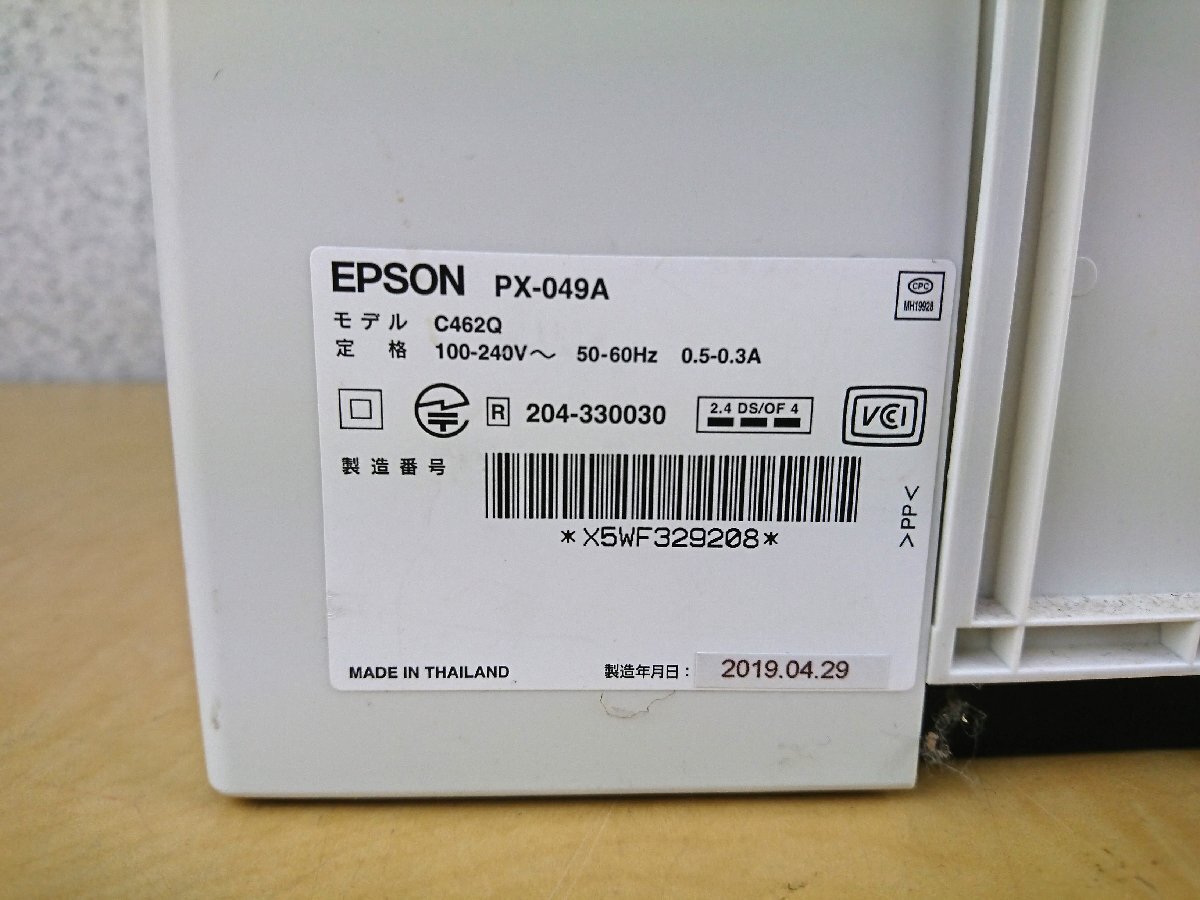 EPSON PX-049A
CPC
MH19928
モデル C462Q
定格 100-240V～ 50-60Hz 0.5-0.3A
R 204-330030
2.4 DS/OF 4
VCCI
製造番号
*X5WF329208*
>PP<
MADE IN THAILAND
製造年月日： 2019.04.29